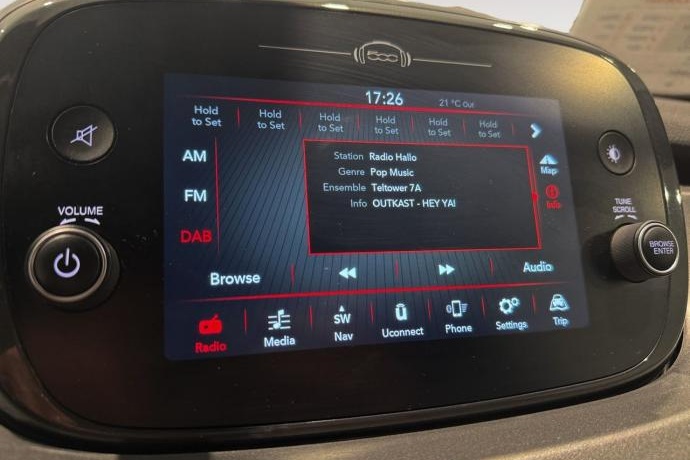 500
17:26
21 °C Our
Hold to Set Hold to Set Hold to Set Hold to Set Hold to Set Hold to Set
AM
FM
DAB
Station Radio Hallo
Genre Pop Music
Ensemble Teltower 7A
Info OUTKAST - HEY YA!
Map
Info
Browse
Audio
Radio
Media
SW
Nav
Uconnect
Phone
Settings
Trip
VOLUME
TUNE
SCROLL
BROWSE
ENTER